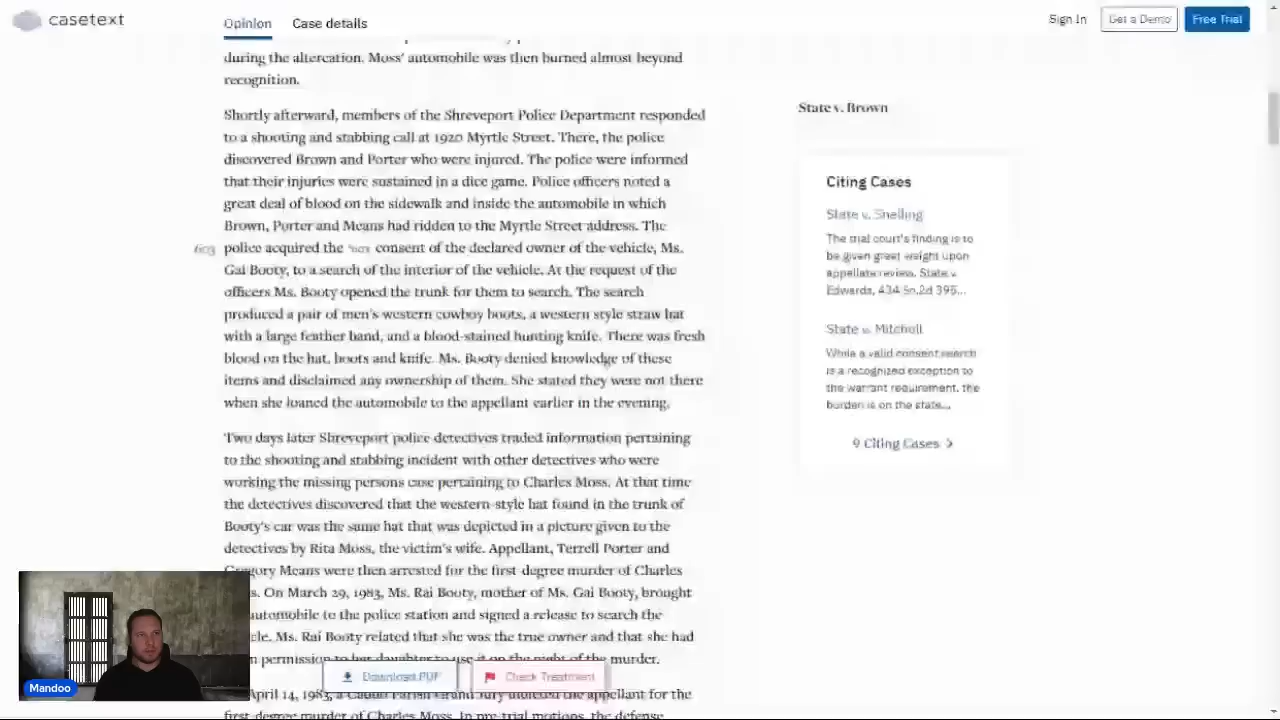 casetext
Opinion
Case details
Sign In
Get a Demo
Free Trial
during the altercation. Moss' automobile was then burned almost beyond
recognition.
Shortly afterward, members of the Shreveport Police Department responded
to a shooting and stabbing call at 1920 Myrtle Street. There, the police
discovered Brown and Porter who were injured. The police were informed
that their injuries were sustained in a dice game. Police officers noted a
great deal of blood on the sidewalk and inside the automobile in which
Brown, Porter and Means had ridden to the Myrtle Street address. The
603 police acquired the *603 consent of the declared owner of the vehicle, Ms.
Gai Booty, to a search of the interior of the vehicle. At the request of the
officers Ms. Booty opened the trunk for them to search. The search
produced a pair of men's western cowboy boots, a western style straw hat
with a large feather band, and a blood-stained hunting knife. There was fresh
blood on the hat, boots and knife. Ms. Booty denied knowledge of these
items and disclaimed any ownership of them. She stated they were not there
when she loaned the automobile to the appellant earlier in the evening.
Two days later Shreveport police detectives traded information pertaining
to the shooting and stabbing incident with other detectives who were
working the missing persons case pertaining to Charles Moss. At that time
the detectives discovered that the western-style hat found in the trunk of
Booty's car was the same hat that was depicted in a picture given to the
detectives by Rita Moss, the victim's wife. Appellant, Terrell Porter and
Gregory Means were then arrested for the first-degree murder of Charles
s. On March 29, 1983, Ms. Rai Booty, mother of Ms. Gai Booty, brought
automobile to the police station and signed a release to search the
cle. Ms. Rai Booty related that she was the true owner and that she had
n permission to her daughter to use it on the night of the murder.
April 14, 1983, a Caddo Parish Grand Jury indicted the appellant for the
first-degree murder of Charles Moss. In pre-trial motions, the defense
State v. Brown
Citing Cases
State v. Snelling
The trial court's finding is to
be given great weight upon
appellate review. State v.
Edwards, 434 So.2d 395...
State v. Mitchell
While a valid consent search
is a recognized exception to
the warrant requirement, the
burden is on the state...
9 Citing Cases >
Download PDF
Check Treatment
Mandoo